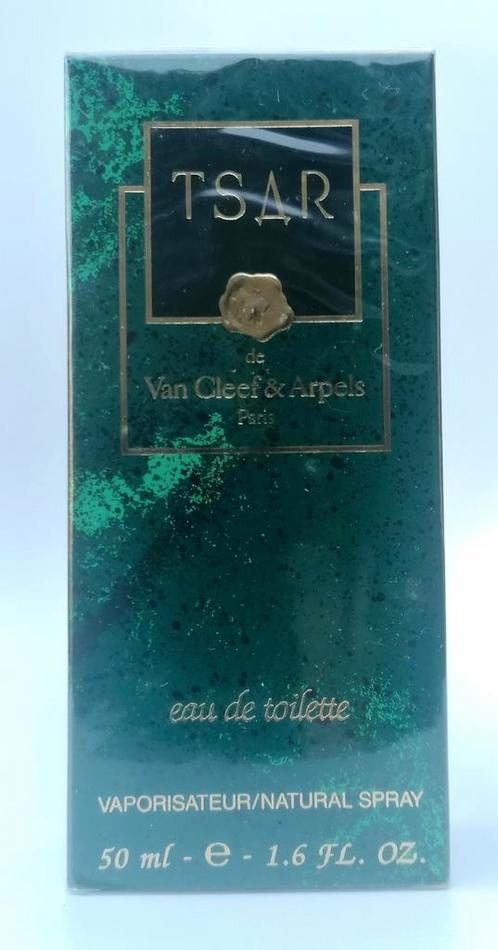 TSAR
de
Van Cleef & Arpels
Paris
eau de toilette
VAPORISATEUR/NATURAL SPRAY
50 ml - e - 1.6 FL. OZ.